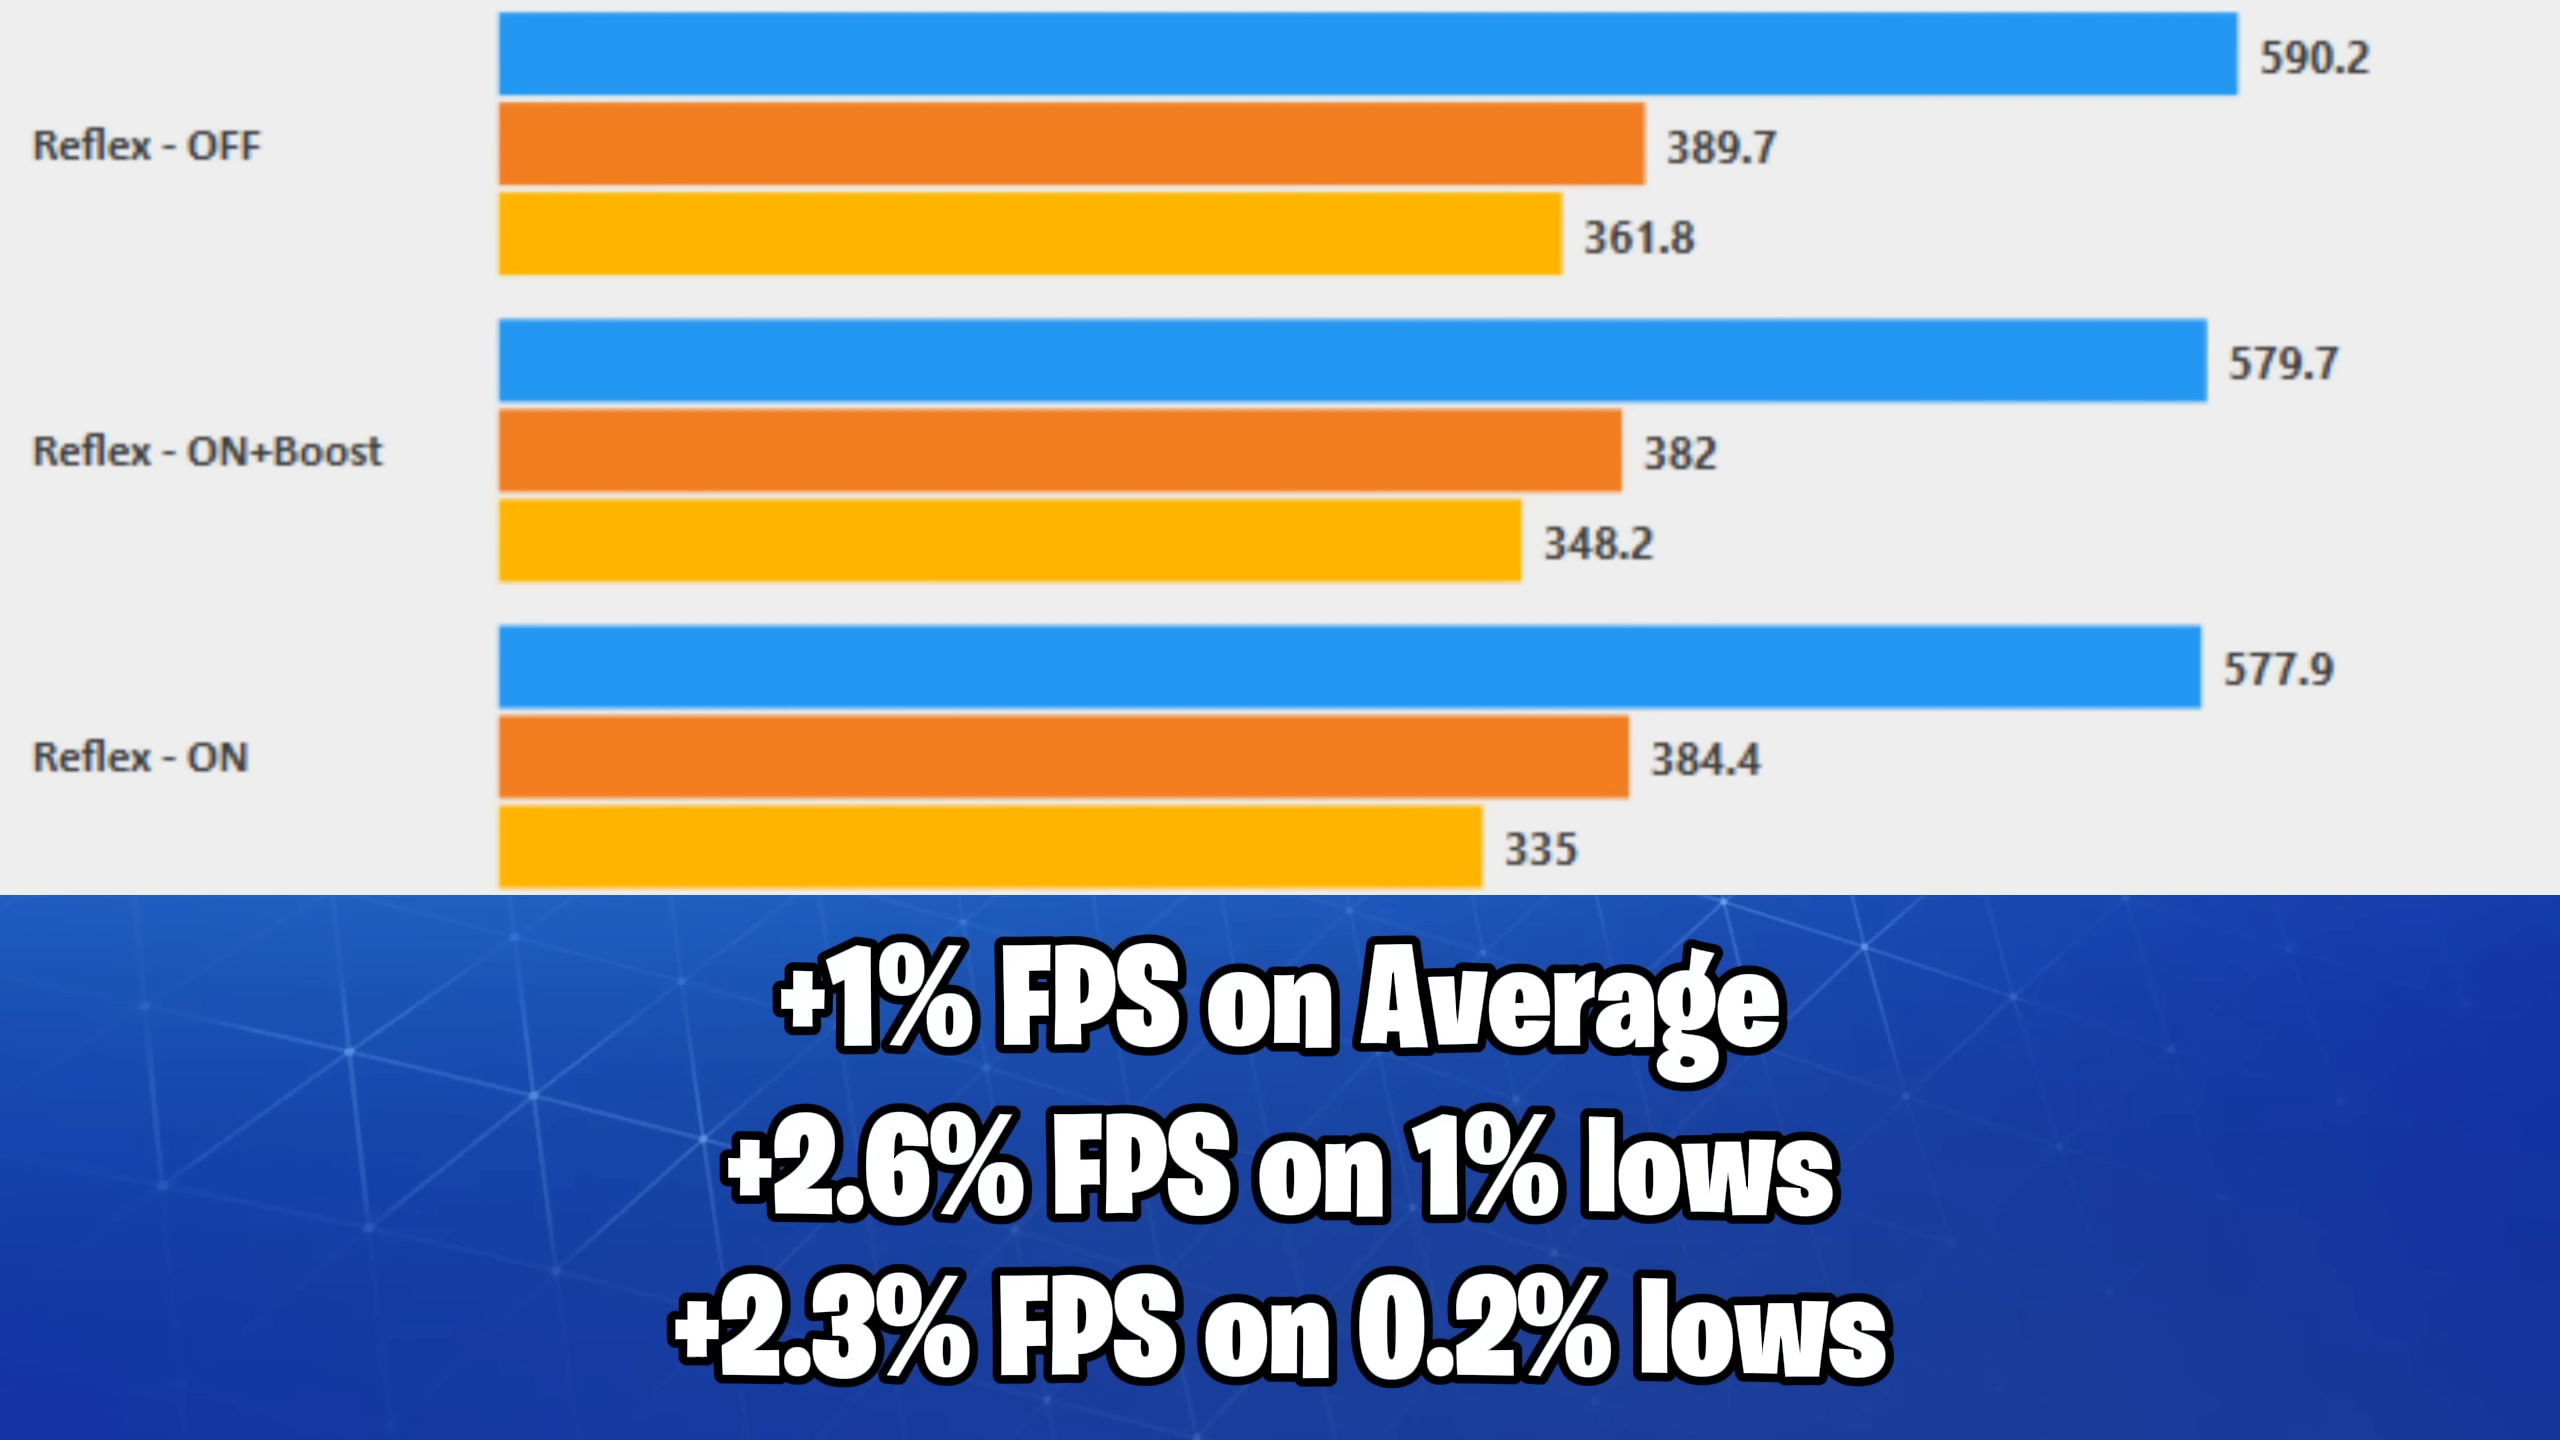 590.2
Reflex - OFF
389.7
361.8
579.7
Reflex - ON+Boost
382
348.2
577.9
Reflex - ON
384.4
335
+1% FPS on Average
+2.6% FPS on 1% lows
+2.3% FPS on 0.2% lows